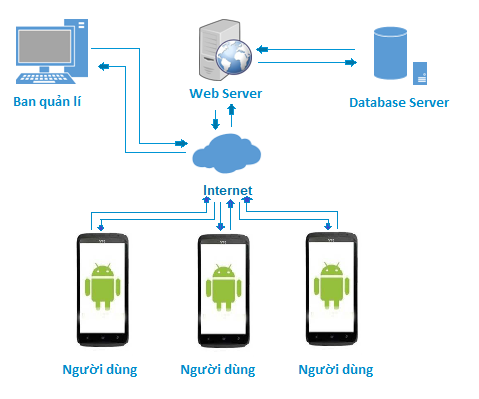 Ban quản lí
Web Server
Database Server
Internet
Người dùng
Người dùng
Người dùng